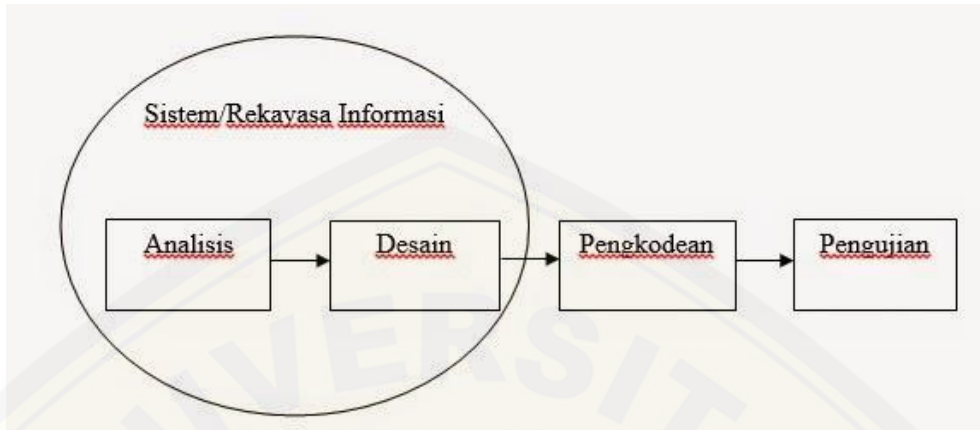 Sistem/Rekayasa Informasi
Analisis
Desain
Pengkodean
Pengujian